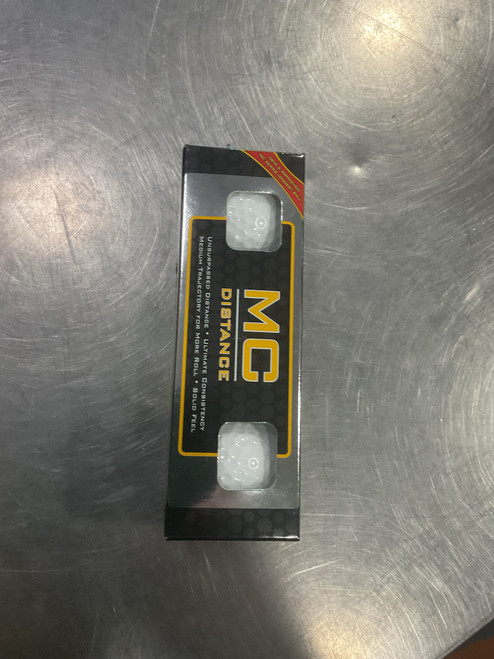 MC
DISTANCE
UNSURPASSED DISTANCE • ULTIMATE CONSISTENCY
MEDIUM TRAJECTORY FOR MORE ROLL • SOLID FEEL